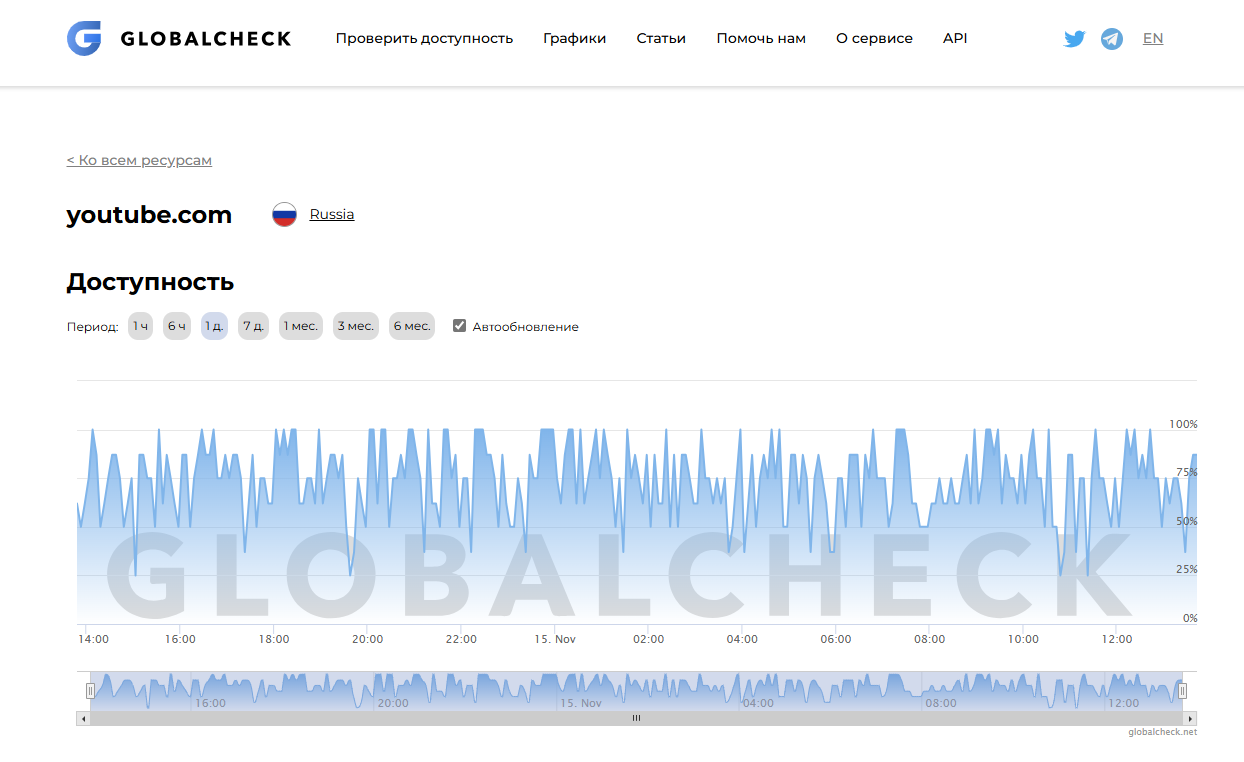 GLOBALCHECK Проверить доступность Графики Статьи Помочь нам О сервисе API EN
< Ко всем ресурсам
youtube.com Russia
Доступность
Период: 1 ч 6 ч 1 д. 7 д. 1 мес. 3 мес. 6 мес. Автообновление
100%
75%
50%
25%
0%
GLOBALCHECK
14:00 16:00 18:00 20:00 22:00 15. Nov 02:00 04:00 06:00 08:00 10:00 12:00
16:00 20:00 15. Nov 04:00 08:00 12:00
globalcheck.net